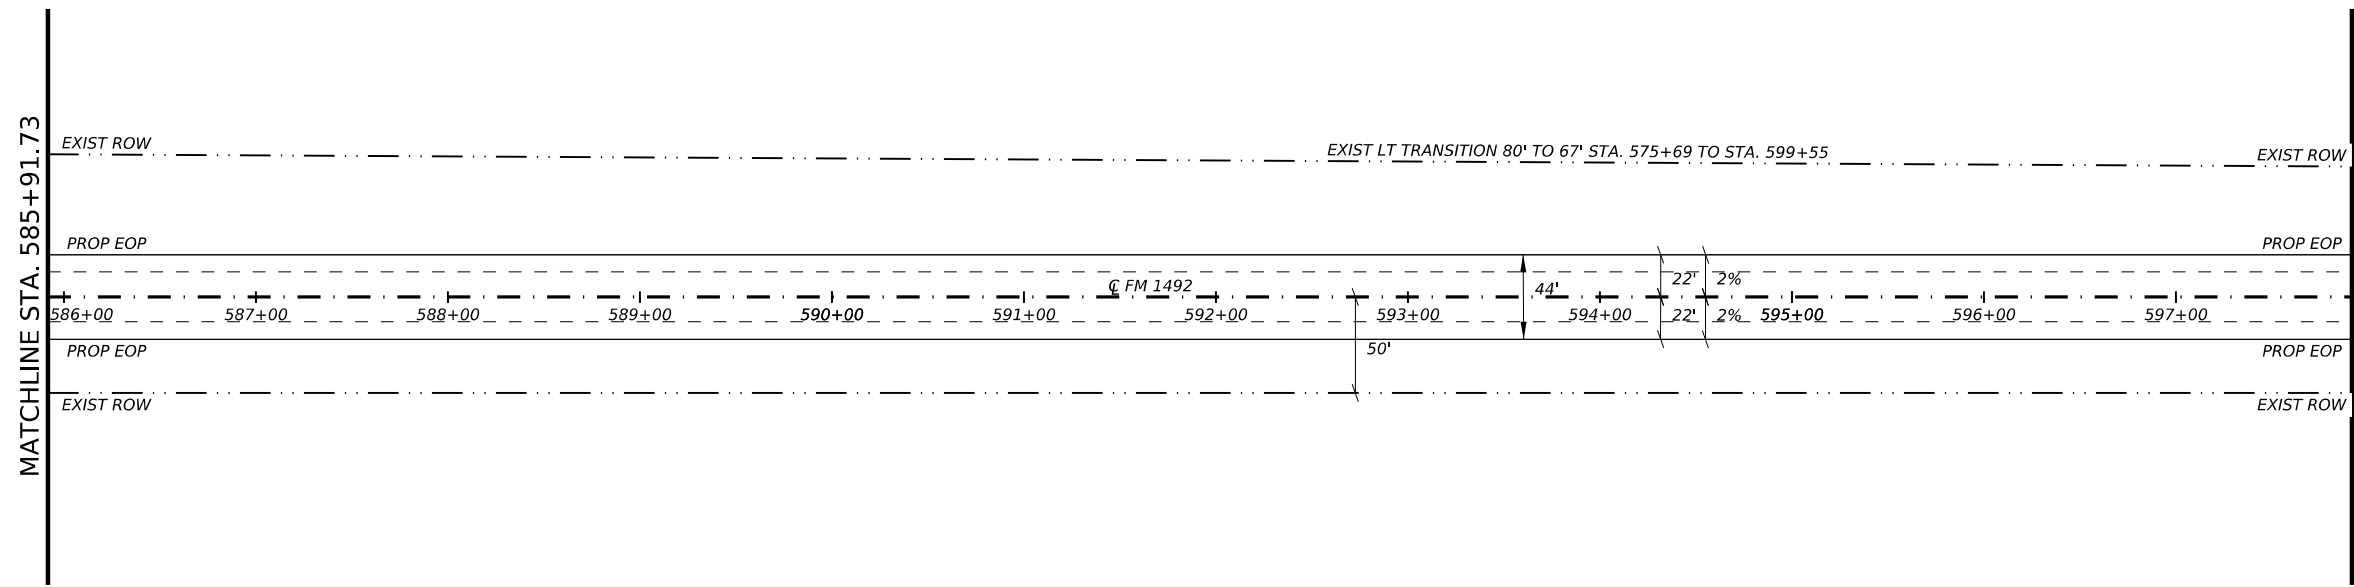 MATCHLINE STA. 585+91.73
EXIST ROW
EXIST LT TRANSITION 80' TO 67' STA. 575+69 TO STA. 599+55
EXIST ROW
PROP EOP
PROP EOP
℄ FM 1492
44'
22'
2%
586+00
587+00
588+00
589+00
590+00
591+00
592+00
593+00
594+00
22'
2%
595+00
596+00
597+00
PROP EOP
50'
PROP EOP
EXIST ROW
EXIST ROW